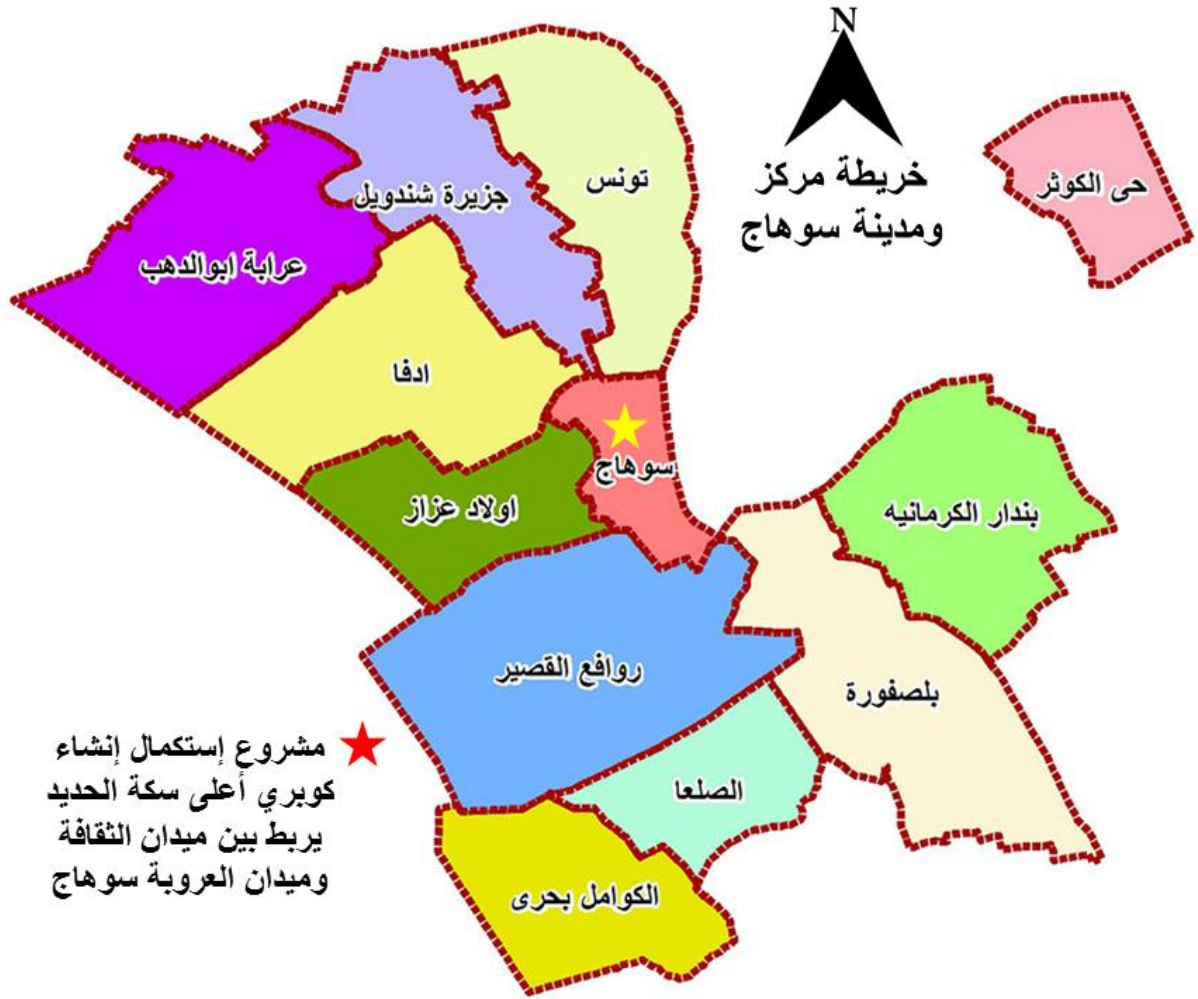 N
خريطة مركز
ومدينة سوهاج
حى الكوثر
تونس
جزيرة شندويل
عرابة ابوالدهب
ادفا
سوهاج
اولاد عزاز
بندار الكرمانيه
روافع القصير
بلصفورة
الصلعا
الكوامل بحرى
مشروع إستكمال إنشاء
كوبري أعلى سكة الحديد
يربط بين ميدان الثقافة
وميدان العروبة سوهاج